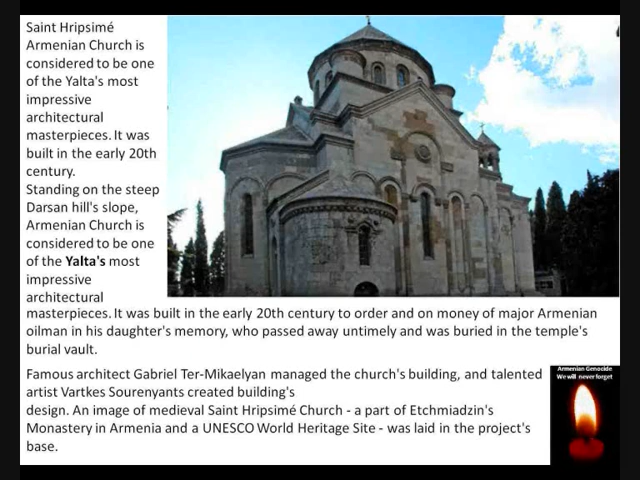 Saint Hripsimé
Armenian Church is
considered to be one
of the Yalta's most
impressive
architectural
masterpieces. It was
built in the early 20th
century.
Standing on the steep
Darsan hill's slope,
Armenian Church is
considered to be one
of the Yalta's most
impressive
architectural
masterpieces. It was built in the early 20th century to order and on money of major Armenian
oilman in his daughter's memory, who passed away untimely and was buried in the temple's
burial vault.
Famous architect Gabriel Ter-Mikaelyan managed the church's building, and talented
artist Vartkes Sourenyants created building's
design. An image of medieval Saint Hripsimé Church - a part of Etchmiadzin's
Monastery in Armenia and a UNESCO World Heritage Site - was laid in the project's
base.
Armenian Genocide
We will never forget